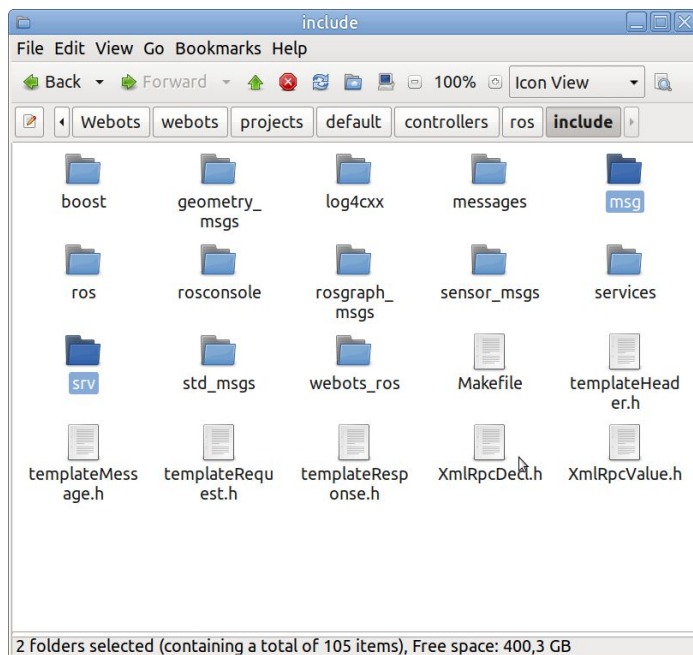 include
File Edit View Go Bookmarks Help
Back Forward 100% Icon View
Webots webots projects default controllers ros include
boost geometry_ log4cxx messages msg
msgs
ros rosconsole rosgraph_ sensor_msgs services
msgs
srv std_msgs webots_ros Makefile templateHead
er.h
templateMess templateRequ templateResp XmlRpcDecl.h XmlRpcValue.h
age.h est.h onse.h
2 folders selected (containing a total of 105 items), Free space: 400,3 GB